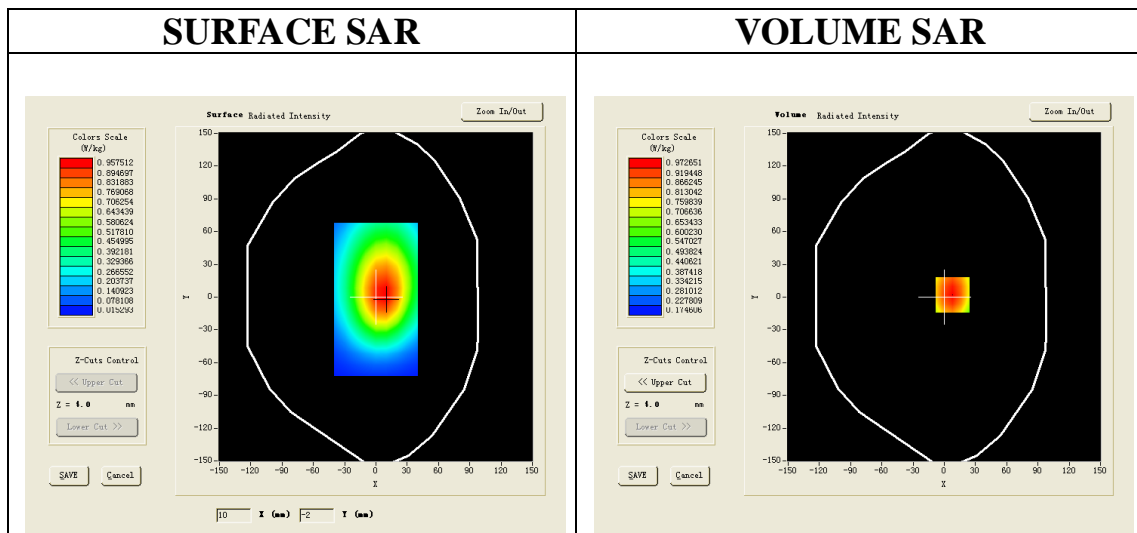 SURFACE SAR
VOLUME SAR
Surface Radiated Intensity
Zoom In/Out
Colors Scale
(W/kg)
0.957512
0.894697
0.831883
0.769068
0.706254
0.643439
0.580624
0.517810
0.454995
0.392181
0.329366
0.266552
0.203737
0.140923
0.078108
0.015293
150
120
90
60
30
0
-30
-60
-90
-120
-150
Y
-150 -120 -90 -60 -30 0 30 60 90 120 150
X
Z-Cuts Control
<< Upper Cut
Z = 4.0 mm
Lower Cut >>
SAVE
Cancel
10 X (mm) -2 Y (mm)
Volume Radiated Intensity
Zoom In/Out
Colors Scale
(W/kg)
0.972651
0.919448
0.866245
0.813042
0.759839
0.706636
0.653433
0.600230
0.547027
0.493824
0.440621
0.387418
0.334215
0.281012
0.227809
0.174606
150
120
90
60
30
0
-30
-60
-90
-120
-150
Y
-150 -120 -90 -60 -30 0 30 60 90 120 150
X
Z-Cuts Control
<< Upper Cut
Z = 4.0 mm
Lower Cut >>
SAVE
Cancel